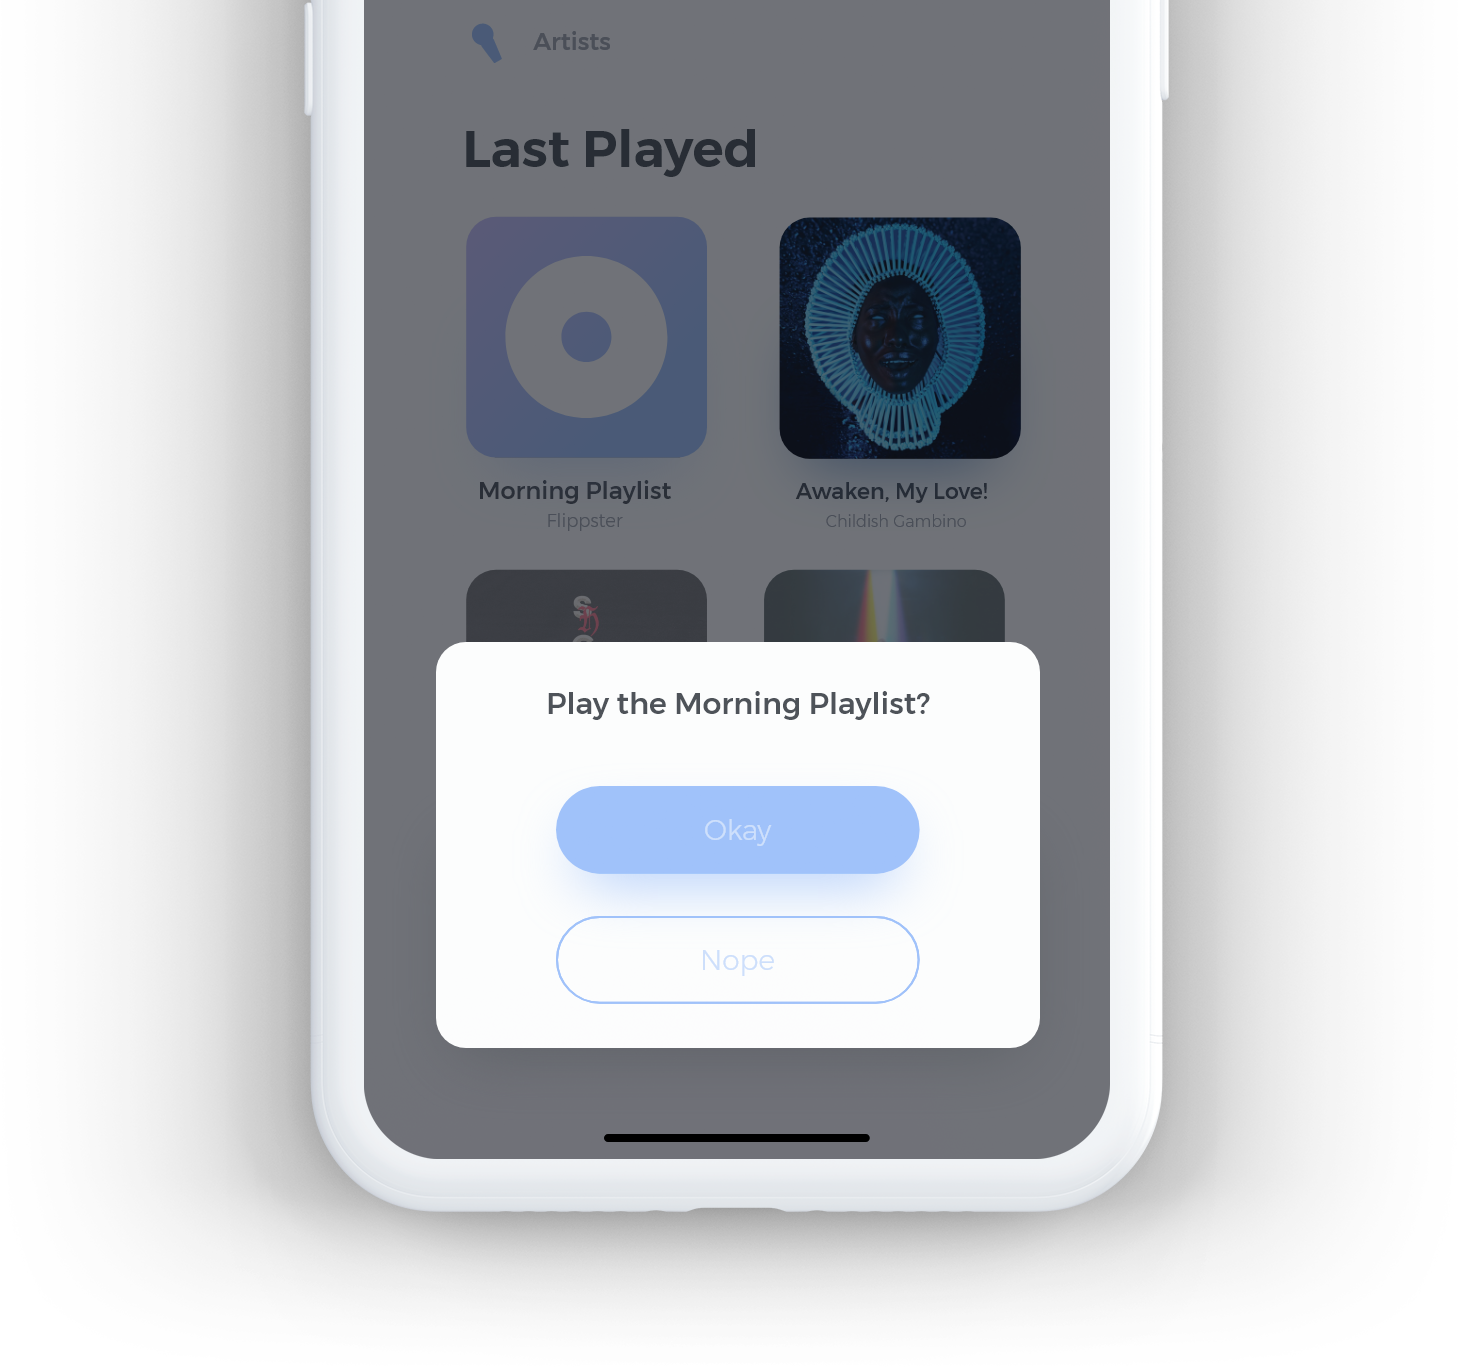 Artists
Last Played
Morning Playlist
Flippster
Awaken, My Love!
Childish Gambino
Play the Morning Playlist?
Okay
Nope